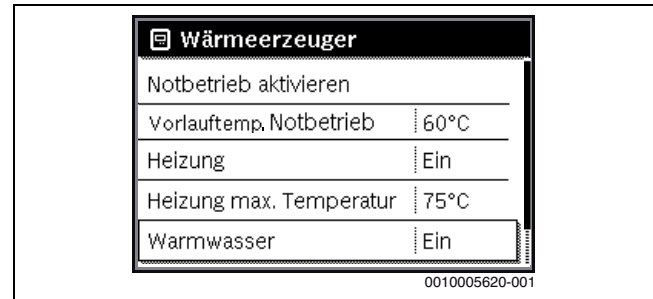 Wärmeerzeuger
Notbetrieb aktivieren
Vorlauftemp. Notbetrieb 60°C
Heizung Ein
Heizung max. Temperatur 75°C
Warmwasser Ein
0010005620-001